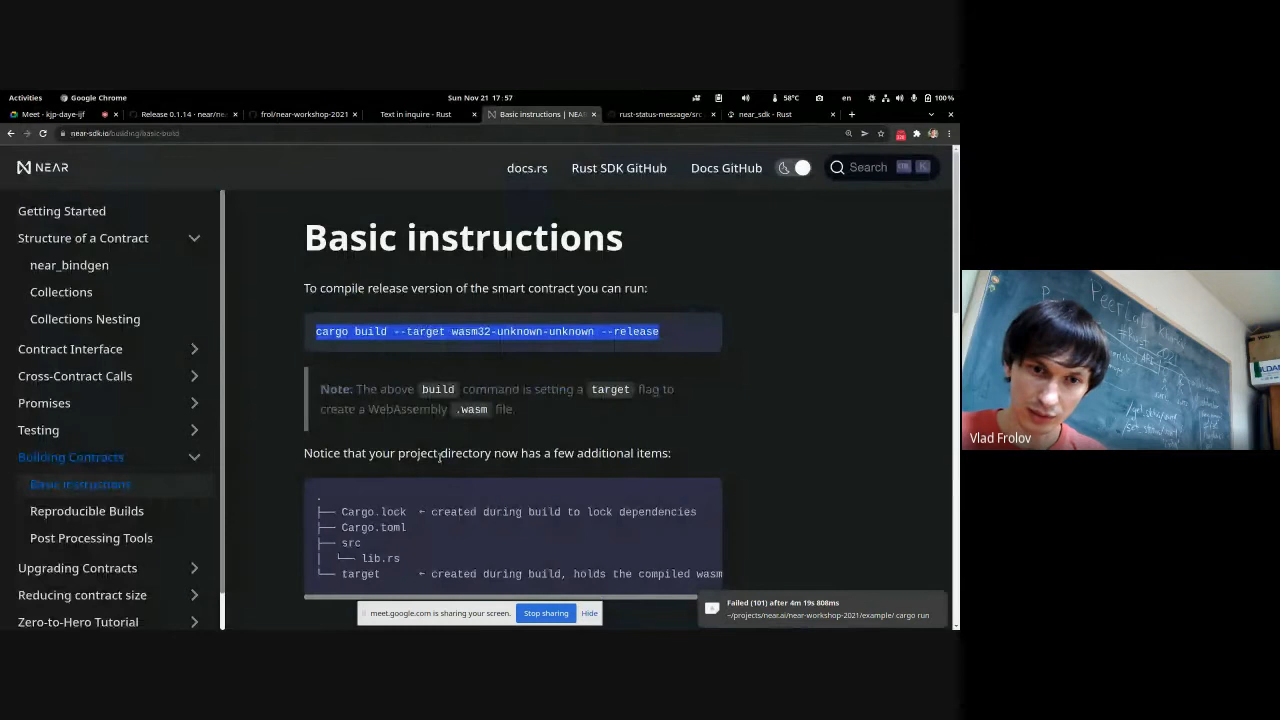 Activities
Google Chrome
Sun Nov 21 17:57
58°C
en
100%
Meet - kjp-daye-ijf
Release 0.1.14 · near/ne
frol/near-workshop-2021
Text in inquire - Rust
Basic instructions | NEA
rust-status-message/src
near_sdk - Rust
near-sdk.io/building/basic-build
NEAR
docs.rs
Rust SDK GitHub
Docs GitHub
Search
K
Getting Started
Structure of a Contract
near_bindgen
Collections
Collections Nesting
Contract Interface
Cross-Contract Calls
Promises
Testing
Building Contracts
Basic instructions
Reproducible Builds
Post Processing Tools
Upgrading Contracts
Reducing contract size
Zero-to-Hero Tutorial
Basic instructions
To compile release version of the smart contract you can run:
cargo build --target wasm32-unknown-unknown --release
Note: The above build command is setting a target flag to
create a WebAssembly .wasm file.
Notice that your project directory now has a few additional items:
.
├── Cargo.lock ← created during build to lock dependencies
├── Cargo.toml
├── src
│ └── lib.rs
└── target ← created during build, holds the compiled wasm
meet.google.com is sharing your screen.
Stop sharing
Hide
Failed (101) after 4m 19s 808ms
~/projects/near.ai/near-workshop-2021/example/ cargo run
Vlad Frolov